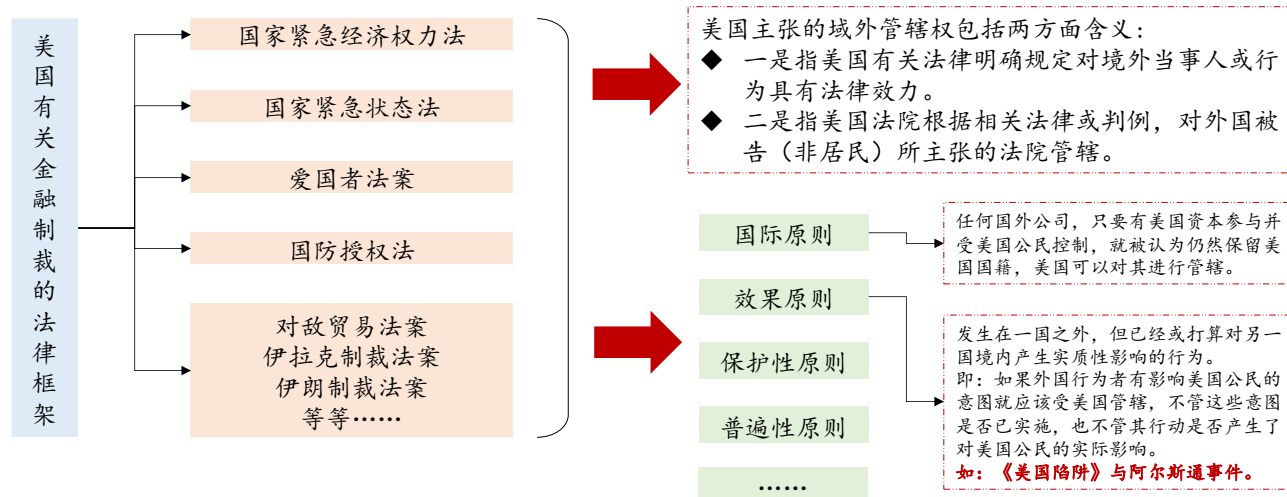 美国有关金融制裁的法律框架
国家紧急经济权力法
国家紧急状态法
爱国者法案
国防授权法
对敌贸易法案
伊拉克制裁法案
伊朗制裁法案
等等……
美国主张的域外管辖权包括两方面含义：
◆ 一是指美国有关法律明确规定对境外当事人或行
为具有法律效力。
◆ 二是指美国法院根据相关法律或判例，对外国被
告（非居民）所主张的法院管辖。
国际原则
效果原则
保护性原则
普遍性原则
……
任何国外公司，只要有美国资本参与并
受美国公民控制，就被认为仍然保留美
国国籍，美国可以对其进行管辖。
发生在一国之外，但已经或打算对另一
国境内产生实质性影响的行为。
即：如果外国行为者有影响美国公民的
意图就应该受美国管辖，不管这些意图
是否已实施，也不管其行动是否产生了
对美国公民的实际影响。
如：《美国陷阱》与阿尔斯通事件。